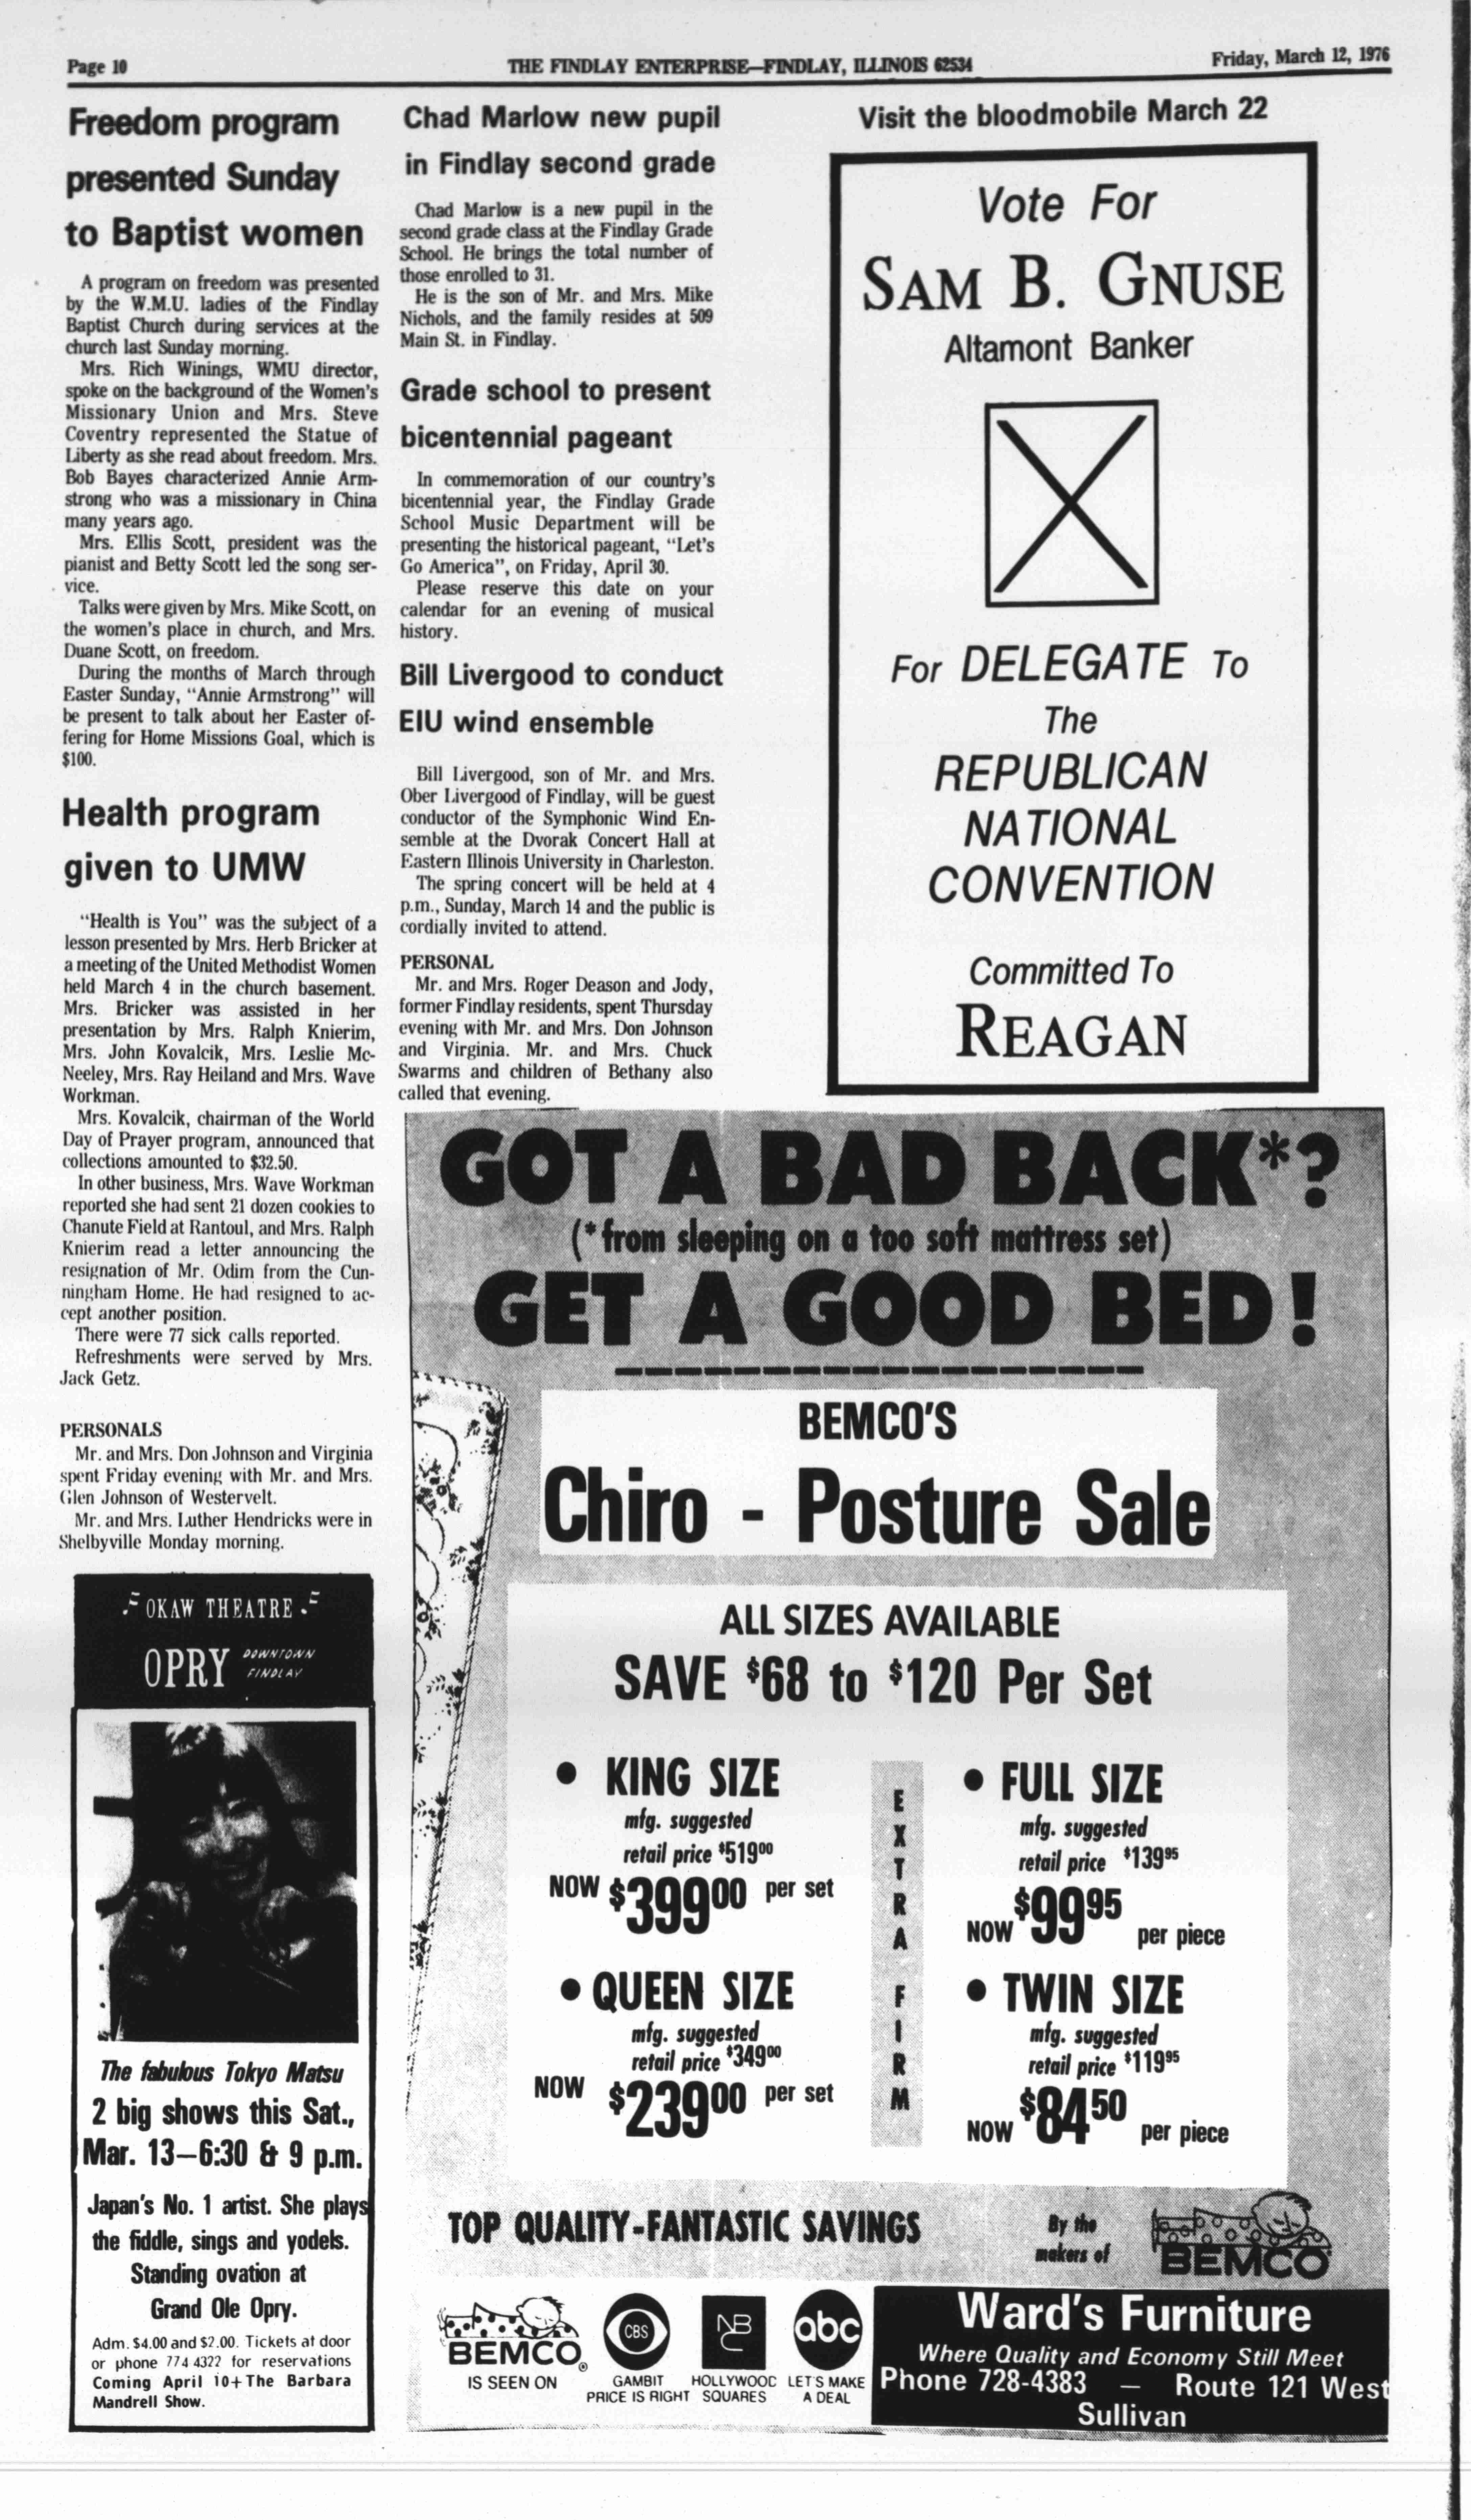 Page 10
THE FINDLAY ENTERPRISE—FINDLAY, ILLINOIS 62534
Friday, March 12, 1976
Freedom program
presented Sunday
to Baptist women
A program on freedom was presented
by the W.M.U. ladies of the Findlay
Baptist Church during services at the
church last Sunday morning.
Mrs. Rich Winings, WMU director,
spoke on the background of the Women's
Missionary Union and Mrs. Steve
Coventry represented the Statue of
Liberty as she read about freedom. Mrs.
Bob Bayes characterized Annie Arm-
strong who was a missionary in China
many years ago.
Mrs. Ellis Scott, president was the
pianist and Betty Scott led the song ser-
vice.
Talks were given by Mrs. Mike Scott, on
the women's place in church, and Mrs.
Duane Scott, on freedom.
During the months of March through
Easter Sunday, "Annie Armstrong" will
be present to talk about her Easter of-
fering for Home Missions Goal, which is
$100.
Health program
given to UMW
"Health is You" was the subject of a
lesson presented by Mrs. Herb Bricker at
a meeting of the United Methodist Women
held March 4 in the church basement.
Mrs. Bricker was assisted in her
presentation by Mrs. Ralph Knierim,
Mrs. John Kovalcik, Mrs. Leslie Mc-
Neeley, Mrs. Ray Heiland and Mrs. Wave
Workman.
Mrs. Kovalcik, chairman of the World
Day of Prayer program, announced that
collections amounted to $32.50.
In other business, Mrs. Wave Workman
reported she had sent 21 dozen cookies to
Chanute Field at Rantoul, and Mrs. Ralph
Knierim read a letter announcing the
resignation of Mr. Odim from the Cun-
ningham Home. He had resigned to ac-
cept another position.
There were 77 sick calls reported.
Refreshments were served by Mrs.
Jack Getz.
PERSONALS
Mr. and Mrs. Don Johnson and Virginia
spent Friday evening with Mr. and Mrs.
Glen Johnson of Westervelt.
Mr. and Mrs. Luther Hendricks were in
Shelbyville Monday morning.
OKAW THEATRE
OPRY DOWNTOWN
FINDLAY
The fabulous Tokyo Matsu
2 big shows this Sat.,
Mar. 13—6:30 & 9 p.m.
Japan's No. 1 artist. She plays
the fiddle, sings and yodels.
Standing ovation at
Grand Ole Opry.
Adm. $4.00 and $2.00. Tickets at door
or phone 774 4322 for reservations
Coming April 10+The Barbara
Mandrell Show.
Chad Marlow new pupil
in Findlay second grade
Chad Marlow is a new pupil in the
second grade class at the Findlay Grade
School. He brings the total number of
those enrolled to 31.
He is the son of Mr. and Mrs. Mike
Nichols, and the family resides at 509
Main St. in Findlay.
Grade school to present
bicentennial pageant
In commemoration of our country's
bicentennial year, the Findlay Grade
School Music Department will be
presenting the historical pageant, "Let's
Go America", on Friday, April 30.
Please reserve this date on your
calendar for an evening of musical
history.
Bill Livergood to conduct
EIU wind ensemble
Bill Livergood, son of Mr. and Mrs.
Ober Livergood of Findlay, will be guest
conductor of the Symphonic Wind En-
semble at the Dvorak Concert Hall at
Eastern Illinois University in Charleston.
The spring concert will be held at 4
p.m., Sunday, March 14 and the public is
cordially invited to attend.
PERSONAL
Mr. and Mrs. Roger Deason and Jody,
former Findlay residents, spent Thursday
evening with Mr. and Mrs. Don Johnson
and Virginia. Mr. and Mrs. Chuck
Swarms and children of Bethany also
called that evening.
Visit the bloodmobile March 22
Vote For
SAM B. GNUSE
Altamont Banker
For DELEGATE To
The
REPUBLICAN
NATIONAL
CONVENTION
Committed To
REAGAN
GOT A BAD BACK*?
(*from sleeping on a too soft mattress set)
GET A GOOD BED!
BEMCO'S
Chiro - Posture Sale
ALL SIZES AVAILABLE
SAVE $68 to $120 Per Set
• KING SIZE
mfg. suggested
retail price $519 00
NOW $399 00 per set
• QUEEN SIZE
mfg. suggested
retail price $349 00
NOW $239 00 per set
EXTRA FIRM
• FULL SIZE
mfg. suggested
retail price $139 95
NOW $99 95 per piece
• TWIN SIZE
mfg. suggested
retail price $119 95
NOW $84 50 per piece
TOP QUALITY-FANTASTIC SAVINGS
By the
makers of
BEMCO
BEMCO®
IS SEEN ON
CBS
GAMBIT
PRICE IS RIGHT
NBC
HOLLYWOOD
SQUARES
abc
LET'S MAKE
A DEAL
Ward's Furniture
Where Quality and Economy Still Meet
Phone 728-4383 — Route 121 West
Sullivan